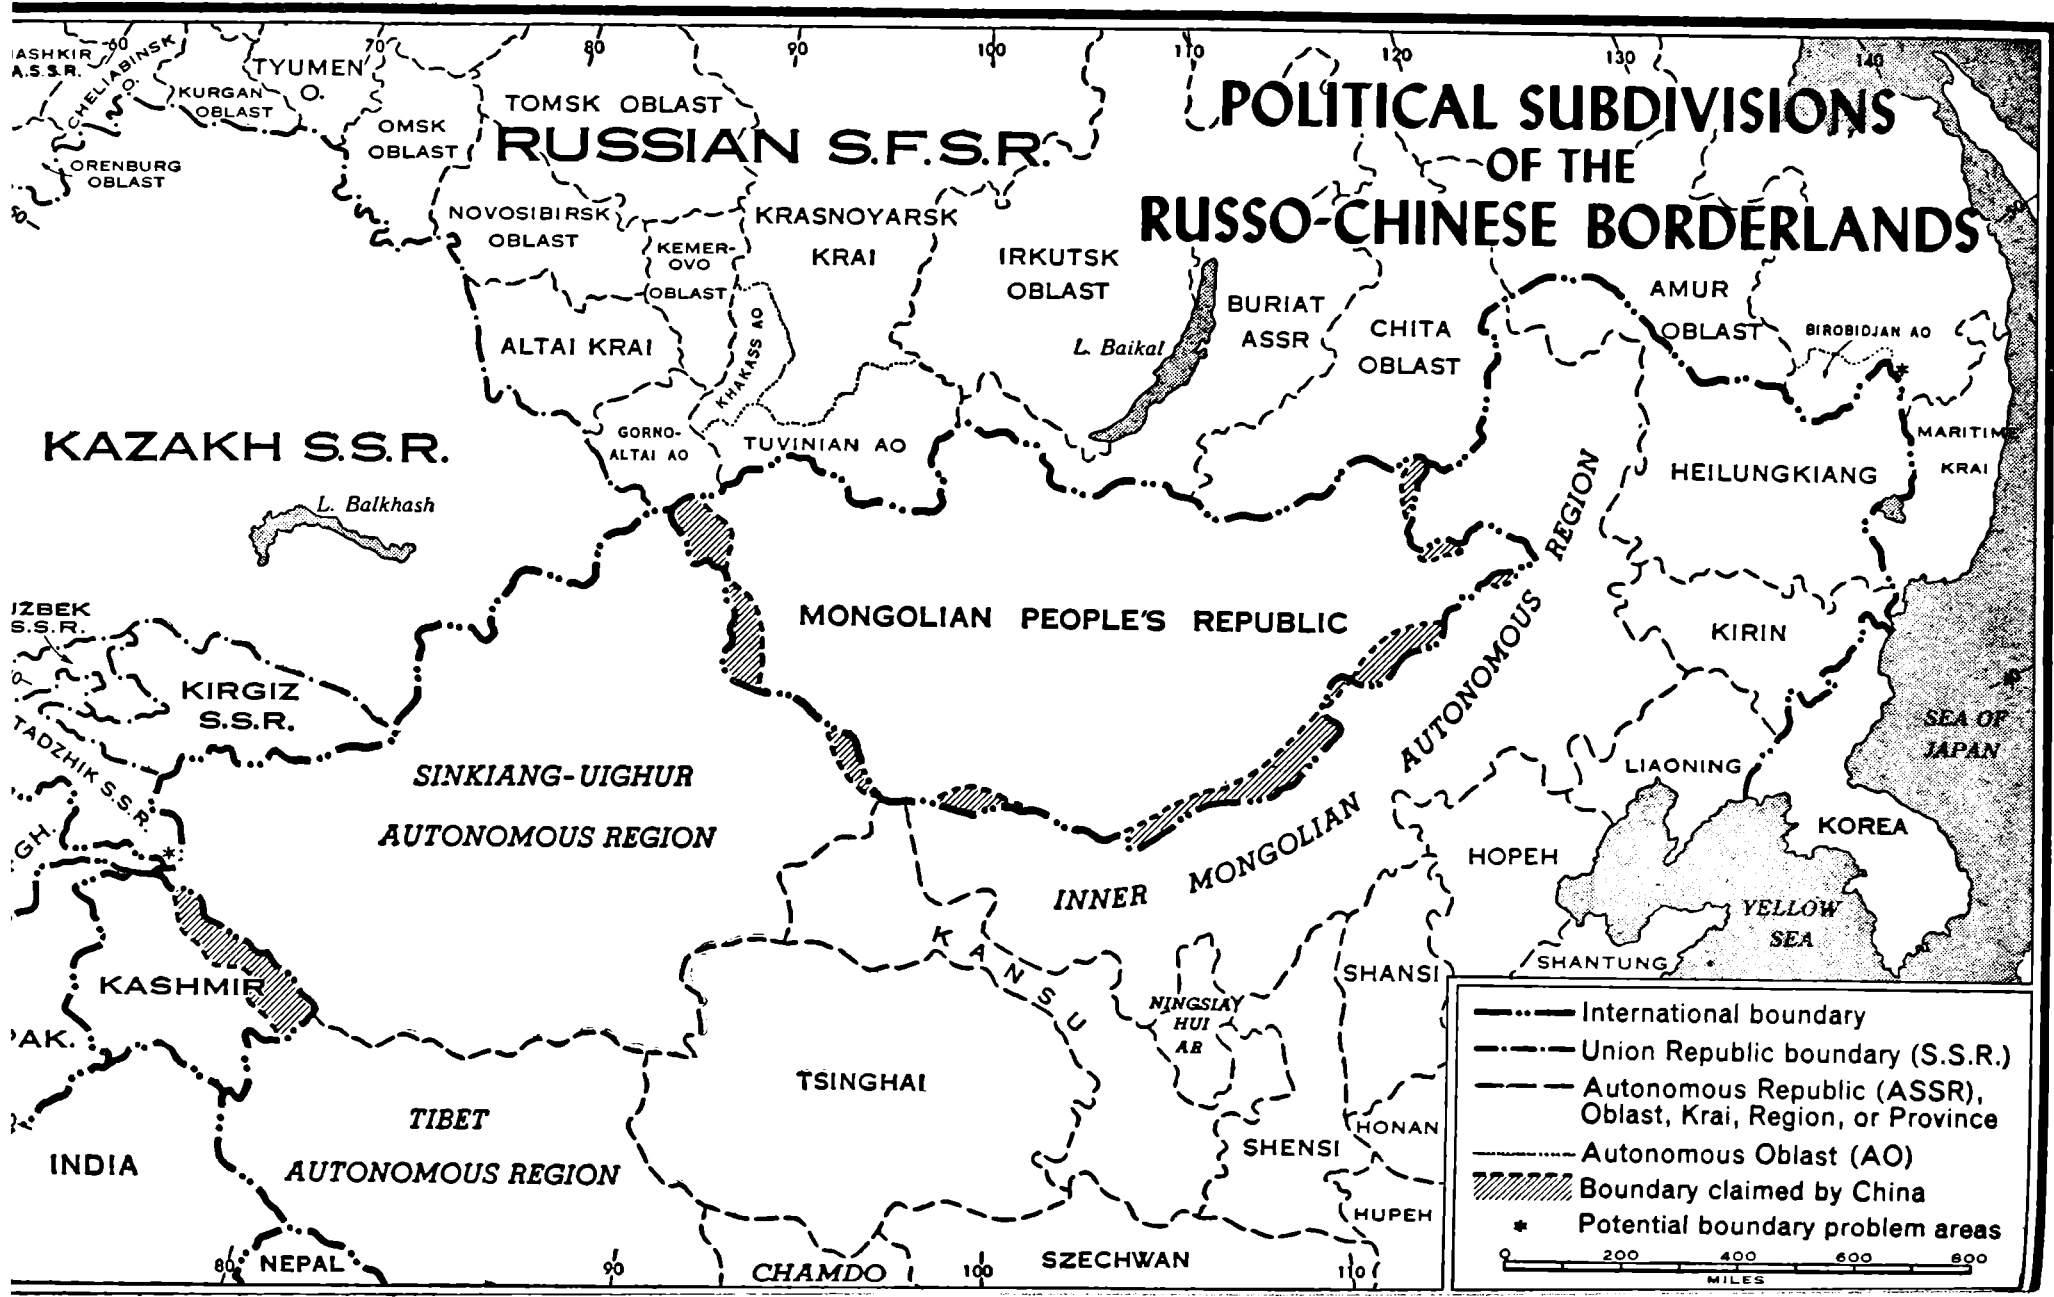 POLITICAL SUBDIVISIONS
OF THE
RUSSO-CHINESE BORDERLANDS
60
70
80
90
100
110
120
130
140
50
ASHKIR
A.S.S.R.
CHELIABINSK
O.
KURGAN
OBLAST
TYUMEN
O.
OMSK
OBLAST
TOMSK OBLAST
RUSSIAN S.F.S.R.
ORENBURG
OBLAST
NOVOSIBIRSK
OBLAST
KEMER-
OVO
OBLAST
KRASNOYARSK
KRAI
IRKUTSK
OBLAST
BURIAT
ASSR
L. Baikal
CHITA
OBLAST
AMUR
OBLAST
BIROBIDJAN AO
*
ALTAI KRAI
KHAKASS AO
GORNO-
ALTAI AO
TUVINIAN AO
MARITIME
KRAI
KAZAKH S.S.R.
L. Balkhash
HEILUNGKIANG
MONGOLIAN PEOPLE'S REPUBLIC
KIRIN
UZBEK
S.S.R.
KIRGIZ
S.S.R.
TADZHIK S.S.R.
GH.
*
SINKIANG-UIGHUR
AUTONOMOUS REGION
INNER MONGOLIAN AUTONOMOUS REGION
LIAONING
SEA OF
JAPAN
40
KOREA
HOPEH
YELLOW
SEA
KANSU
NINGSIA
HUI
AR
SHANSI
SHANTUNG
KASHMIR
PAK.
TSINGHAI
TIBET
AUTONOMOUS REGION
INDIA
SHENSI
HONAN
HUPEH
NEPAL
CHAMDO
SZECHWAN
80
90
100
110
International boundary
Union Republic boundary (S.S.R.)
Autonomous Republic (ASSR),
Oblast, Krai, Region, or Province
Autonomous Oblast (AO)
Boundary claimed by China
* Potential boundary problem areas
0 200 400 600 800
MILES